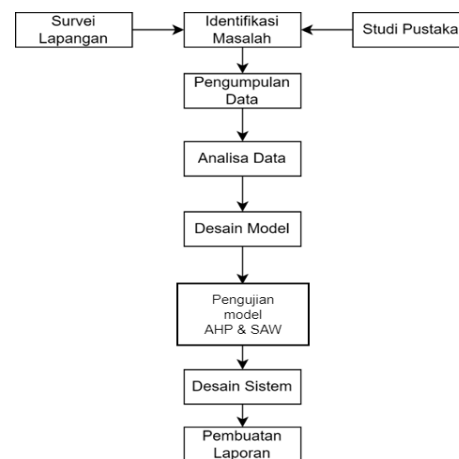 Survei
Lapangan
Identifikasi
Masalah
Studi Pustaka
Pengumpulan
Data
Analisa Data
Desain Model
Pengujian
model
AHP & SAW
Desain Sistem
Pembuatan
Laporan